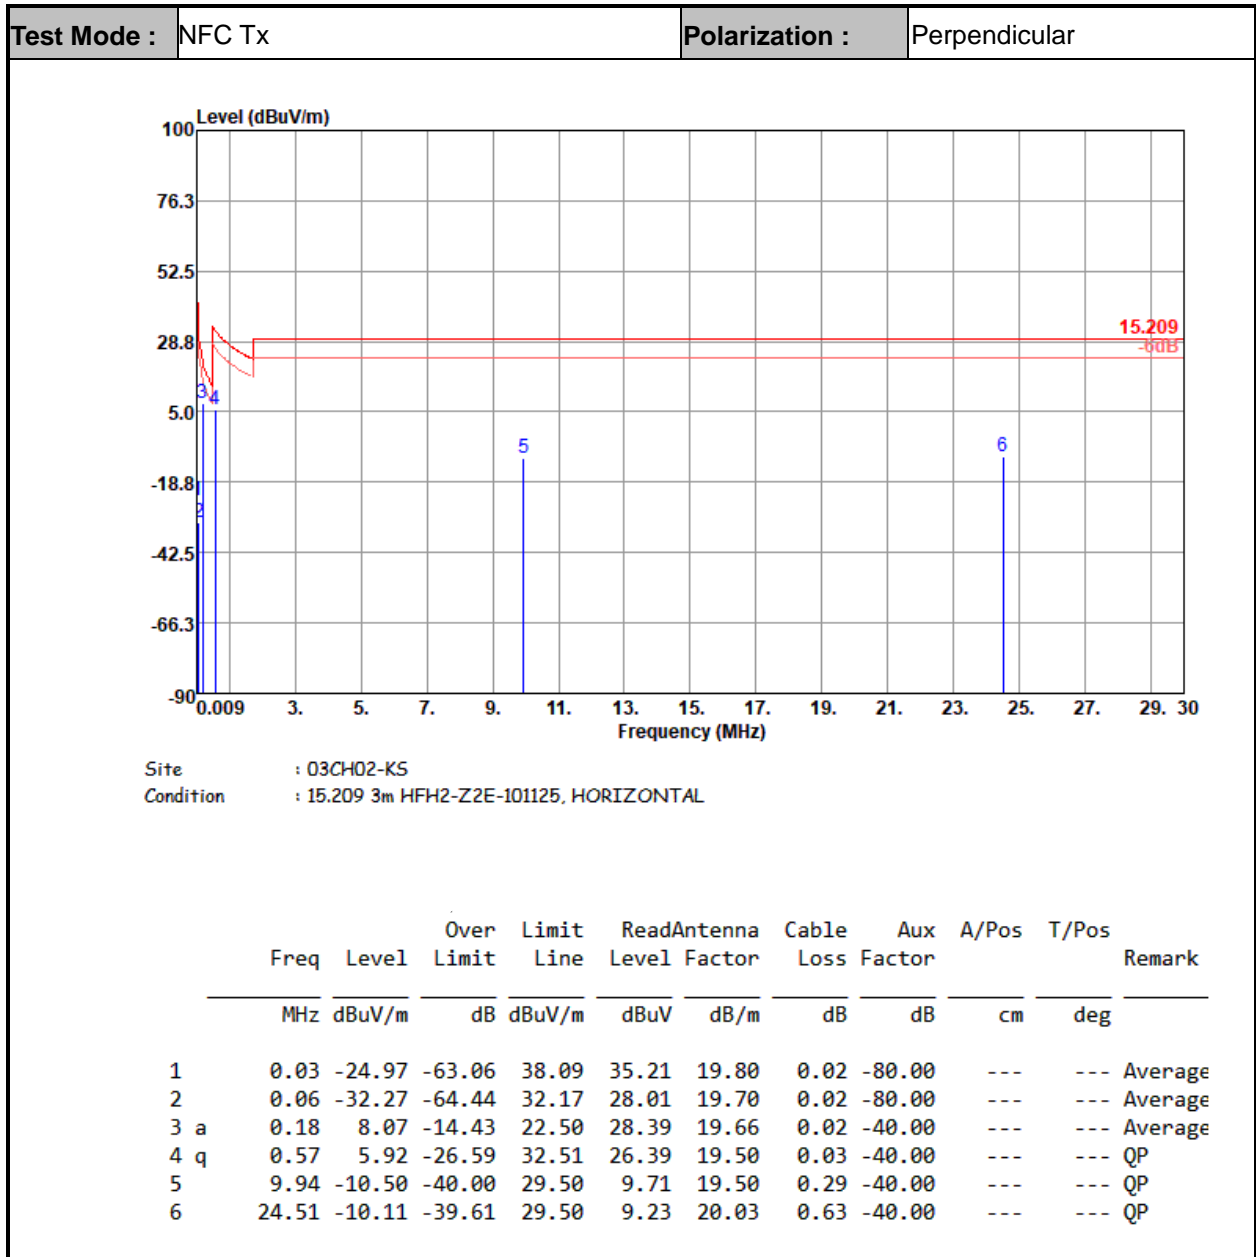 Test Mode : NFC Tx Polarization : Perpendicular
Level (dBuV/m)
100
76.3
52.5
28.8
5.0
-18.8
-42.5
-66.3
-90
15.209
-6dB
1
2
3
4
5
6
0.009 3. 5. 7. 9. 11. 13. 15. 17. 19. 21. 23. 25. 27. 29. 30
Frequency (MHz)
Site : 03CH02-KS
Condition : 15.209 3m HFH2-Z2E-101125, HORIZONTAL
Over Limit ReadAntenna Cable Aux A/Pos T/Pos
Freq Level Limit Line Level Factor Loss Factor Remark
MHz dBuV/m dB dBuV/m dBuV dB/m dB dB cm deg
1 0.03 -24.97 -63.06 38.09 35.21 19.80 0.02 -80.00 --- --- Average
2 0.06 -32.27 -64.44 32.17 28.01 19.70 0.02 -80.00 --- --- Average
3 a 0.18 8.07 -14.43 22.50 28.39 19.66 0.02 -40.00 --- --- Average
4 q 0.57 5.92 -26.59 32.51 26.39 19.50 0.03 -40.00 --- --- QP
5 9.94 -10.50 -40.00 29.50 9.71 19.50 0.29 -40.00 --- --- QP
6 24.51 -10.11 -39.61 29.50 9.23 20.03 0.63 -40.00 --- --- QP